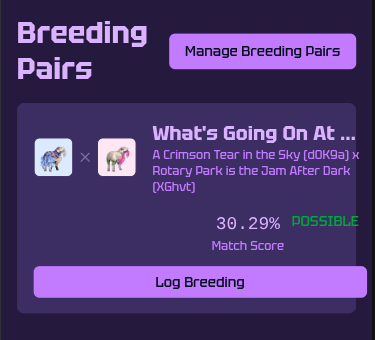 Breeding
Pairs
Manage Breeding Pairs
What's Going On At ...
A Crimson Tear in the Sky (d0K9a) x
Rotary Park is the Jam After Dark
(XGhvt)
30.29% POSSIBLE
Match Score
Log Breeding